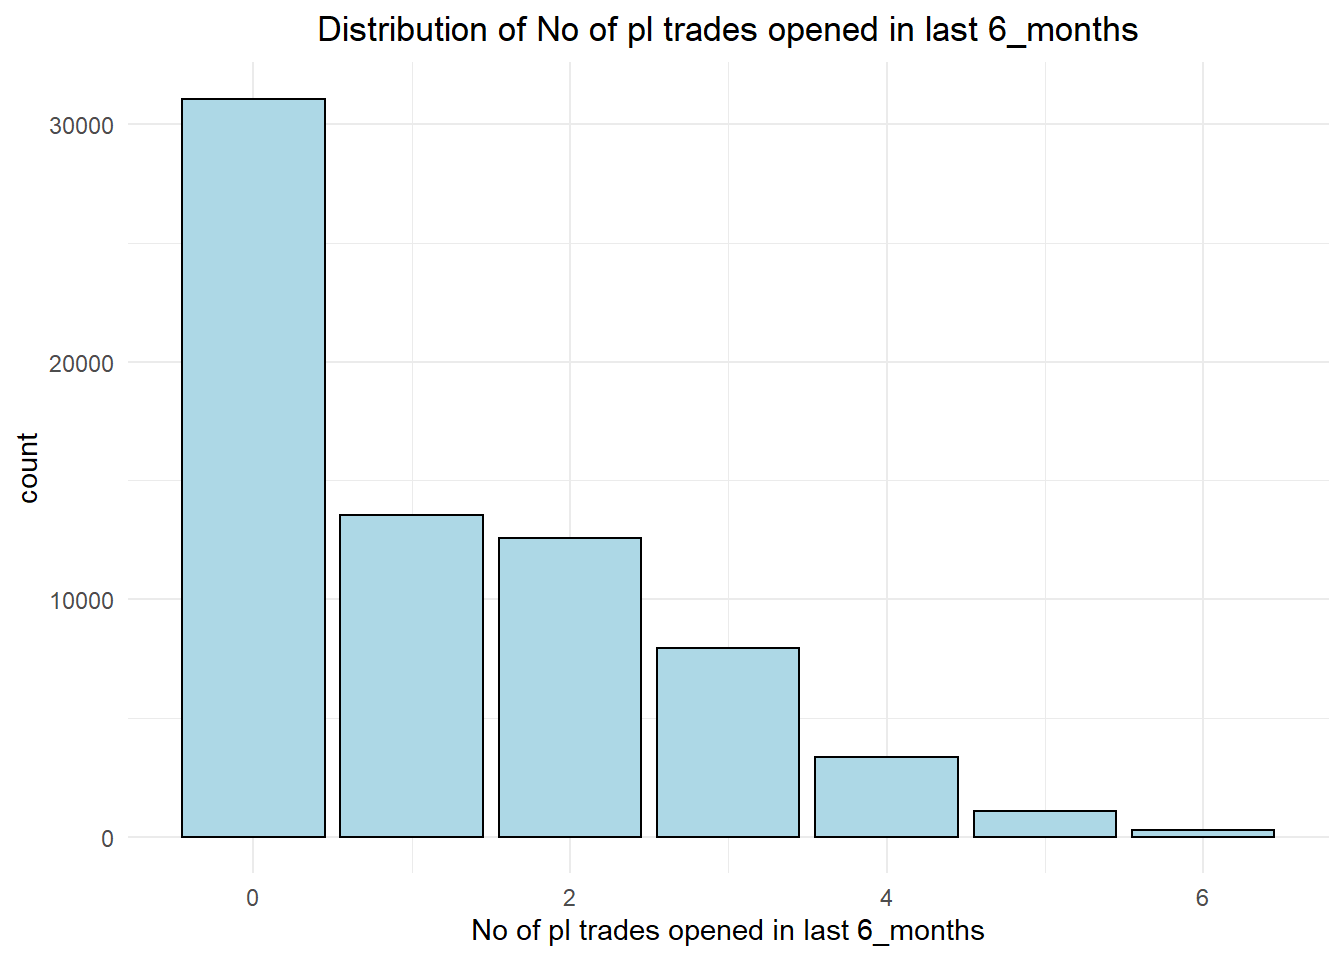 Distribution of No of pl trades opened in last 6_months
30000
20000
10000
0
count
0 2 4 6
No of pl trades opened in last 6_months